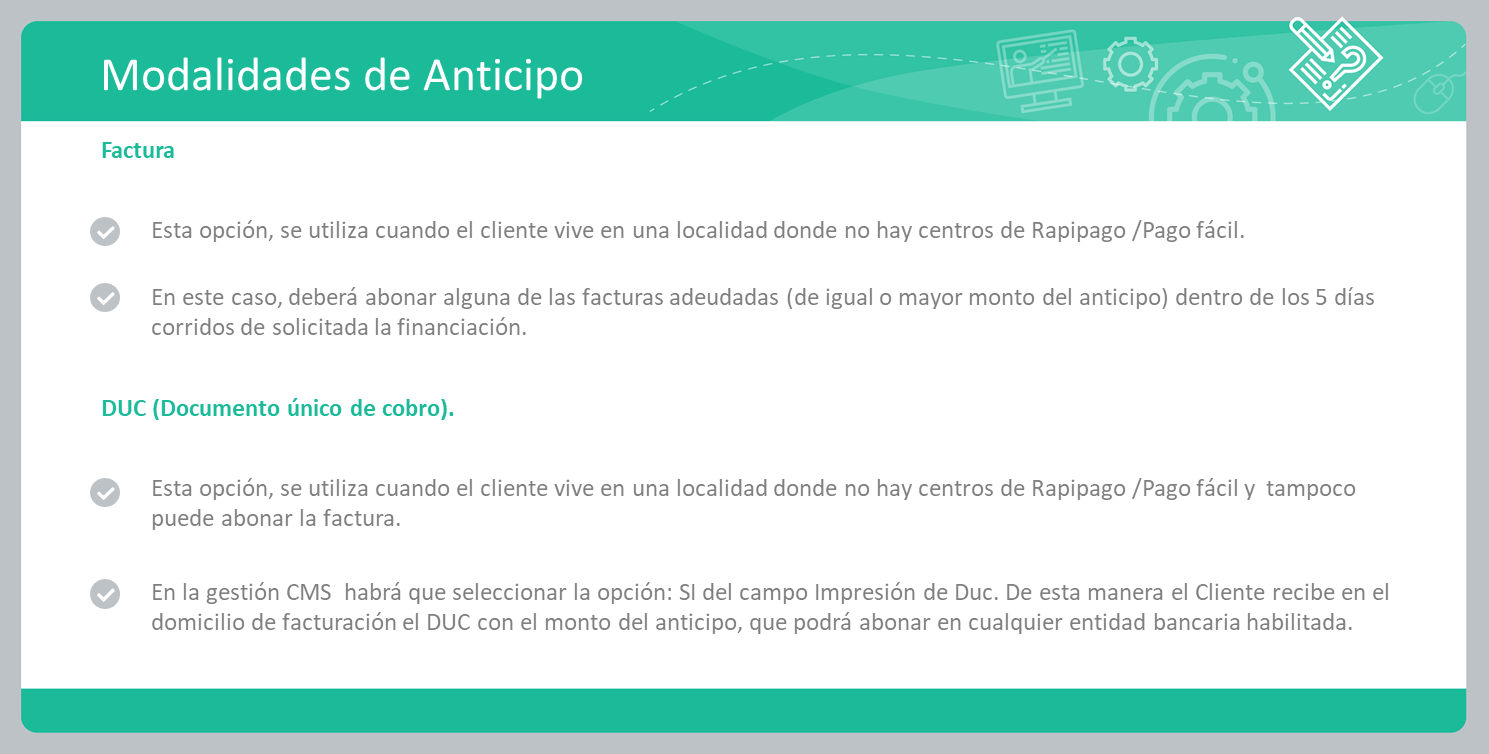 Modalidades de Anticipo
Factura
Esta opción, se utiliza cuando el cliente vive en una localidad donde no hay centros de Rapipago /Pago fácil.
En este caso, deberá abonar alguna de las facturas adeudadas (de igual o mayor monto del anticipo) dentro de los 5 días
corridos de solicitada la financiación.
DUC (Documento único de cobro).
Esta opción, se utiliza cuando el cliente vive en una localidad donde no hay centros de Rapipago /Pago fácil y  tampoco
puede abonar la factura.
En la gestión CMS  habrá que seleccionar la opción: SI del campo Impresión de Duc. De esta manera el Cliente recibe en el
domicilio de facturación el DUC con el monto del anticipo, que podrá abonar en cualquier entidad bancaria habilitada.